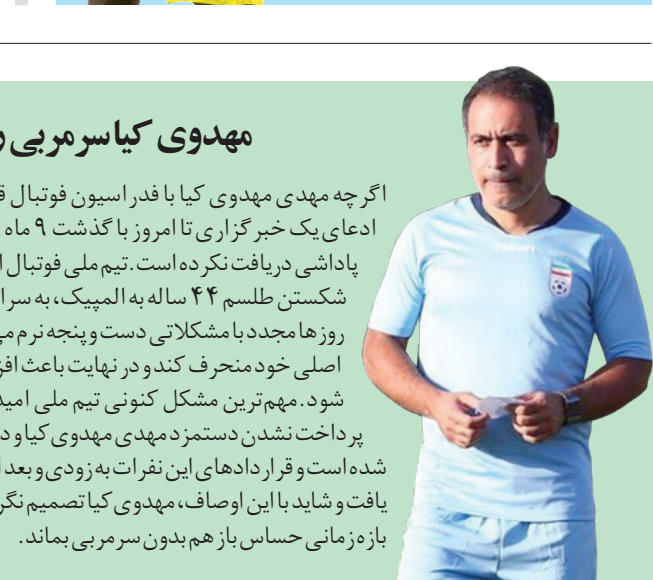 مهدوی کیا سرمربی
اگر چه مهدی مهدوی کیا با فدراسیون فوتبال
ادعای یک خبرگزاری تا امروز با گذشت ۹ ماه
پاداشی دریافت نکرده است. تیم ملی فوتبال
شکستن طلسم ۴۴ ساله به المپیک، به
روزها مجدد با مشکلاتی دست و پنجه نرم
اصلی خود منحرف کند و در نهایت باعث
شود. مهم‌ترین مشکل کنونی تیم ملی امید
پرداخت نشدن دستمزد مهدی مهدوی کیا و
شده است و قراردادهای این نفرات به زودی و بعد
یافت و شاید با این اوصاف، مهدوی کیا تصمیم
بازه زمانی حساس باز هم بدون سرمربی بماند.
uhlsport